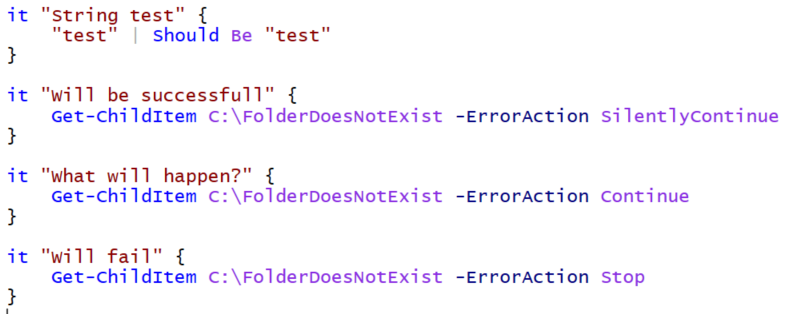 it "String test" {
    "test" | Should Be "test"
}
it "Will be successfull" {
    Get-ChildItem C:\FolderDoesNotExist -ErrorAction SilentlyContinue
}
it "What will happen?" {
    Get-ChildItem C:\FolderDoesNotExist -ErrorAction Continue
}
it "Will fail" {
    Get-ChildItem C:\FolderDoesNotExist -ErrorAction Stop
}